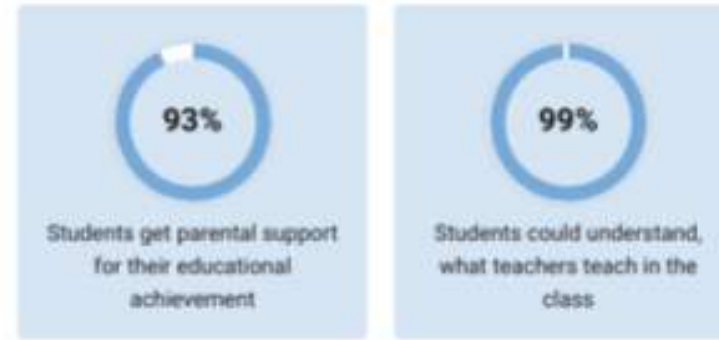 93%
Students get parental support
for their educational
achievement
99%
Students could understand,
what teachers teach in the
class